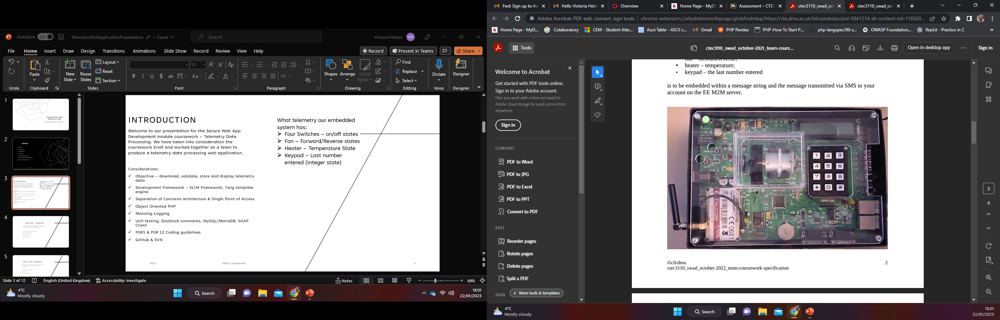 AutoSave On TelemetryWebApplicationPresentation • Saved Search Victoria Hektor VH
File Home Insert Draw Design Transitions Animations Slide Show Record Review View Help Record Present in Teams Share
Paste New Slide Reuse Slides Layout Reset Section 18 Shapes Arrange Quick Styles Find Replace Select Dictate Designer
Undo Clipboard Slides Font Paragraph Drawing Editing Voice Designer
1
TELEMETRY WEB
APPLICATION
2
AGENDA
3
4
BACK END – OVERVIEW
5
FRONT END – OVERVIEW
INTRODUCTION
Welcome to our presentation for the Secure Web App
Development module coursework – Telemetry Data
Processing. We have taken into consideration the
coursework brief and worked together as a team to
produce a telemetry data processing web application.
Considerations:
✓ Objective – download, validate, store and display telemetry
data
✓ Development Framework – SLIM Framework, Twig template
engine
✓ Separation of Concerns architecture & Single Point of Access
✓ Object Oriented PHP
✓ Monolog Logging
✓ Unit testing, Docblock comments, MySQL/MariaDB, SOAP
Client
✓ PSR1 & PSR 12 Coding guidelines
✓ GitHub & SVN
What telemetry our embedded
system has:
➢ Four Switches – on/off states
➢ Fan – Forward/Reverse states
➢ Heater – Temperature State
➢ Keypad – Last number
entered (Integer state)
2023 SWAD Coursework 3
Slide 3 of 12 English (United Kingdom) Accessibility: Investigate Notes 69%
4°C
Mostly cloudy
Search
18:01
22/01/2023
Fwd: Sign up to Ac Hello Victoria Hekt Overview Home Page - MyD Assessment – CTEC ctec3110_swad_oct ctec3110_swad_oct
Adobe Acrobat: PDF edit, convert, sign tools | chrome-extension://efaidnbmnnnibpcajpcglclefindmkaj/https://vle.dmu.ac.uk/bbcswebdav/pid-5841214-dt-content-rid-118360...
Home Page - MyD... Colaboratory CEM - Student Atte... Ascii Table - ASCII c... Gmail PHP Pandas PHP :How To Start P... php-langspec/00-s... OWASP Foundation... Repl.it - Practice in C »
Tools ctec3110_swad_october-2021_team-cours... Open in desktop app Sign in
Welcome to Acrobat
Get started with PDF tools online.
Sign in to your Adobe account.
Files you work with online are saved to
Adobe cloud storage for quick access from
anywhere.
Sign in
CONVERT
PDF to Word
PDF to JPG
PDF to Excel
PDF to PPT
Convert to PDF
EDIT
Reorder pages
Rotate pages
Delete pages
Split a PDF
SIGN
More tools & templates
fan – forward/reverse;
• heater – temperature;
• keypad – the last number entered
is to be embedded within a message string and the message transmitted via SMS to your
account on the EE M2M server.
1 2 3
4 5 6
7 8 9
* 0 #
FALCOM
CE 0681
3
MOTOR
©cfi/dmu 2
ctec3110_swad_october-2022_team-coursework-specification
2
6
4°C
Mostly cloudy
Search
18:01
22/01/2023